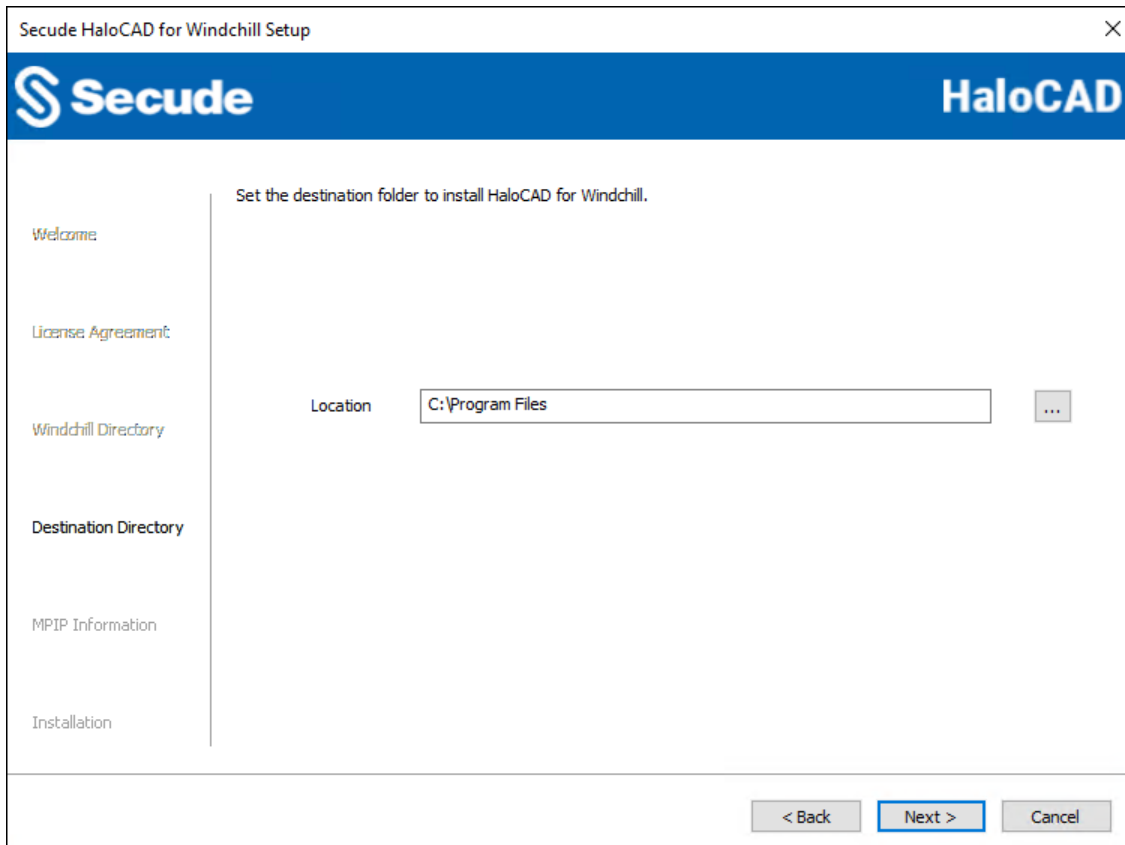 Secude HaloCAD for Windchill Setup
Secude
HaloCAD
Set the destination folder to install HaloCAD for Windchill.
Welcome
License Agreement
Location
C:\Program Files
...
Windchill Directory
Destination Directory
MPIP Information
Installation
< Back
Next >
Cancel